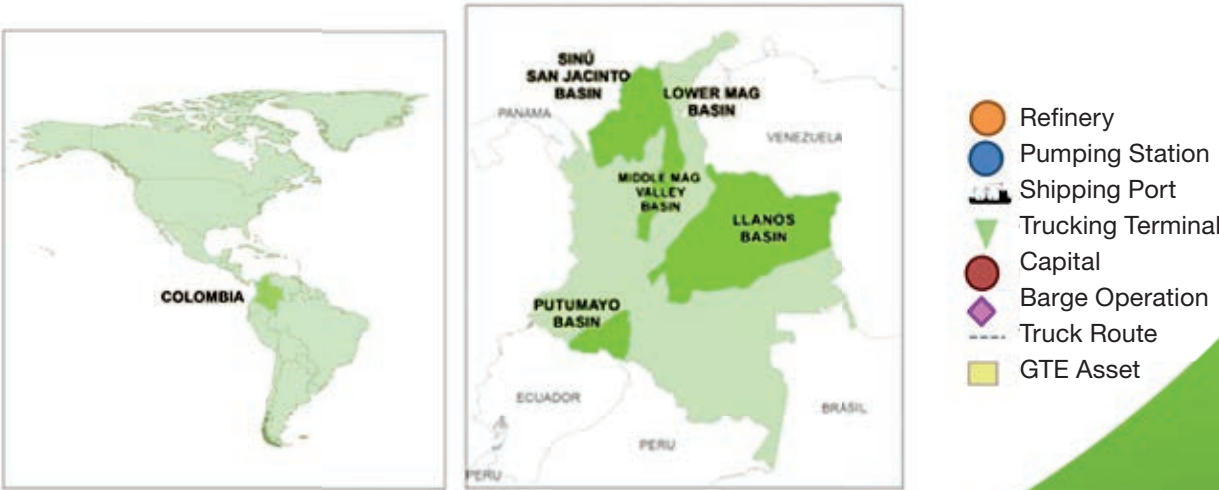 COLOMBIA
SINÚ
SAN JACINTO
BASIN
LOWER MAG
BASIN
PANAMA
VENEZUELA
MIDDLE MAG
VALLEY
BASIN
LLANOS
BASIN
PUTUMAYO
BASIN
ECUADOR
BRASIL
PERU
PERU
Refinery
Pumping Station
Shipping Port
Trucking Terminal
Capital
Barge Operation
Truck Route
GTE Asset